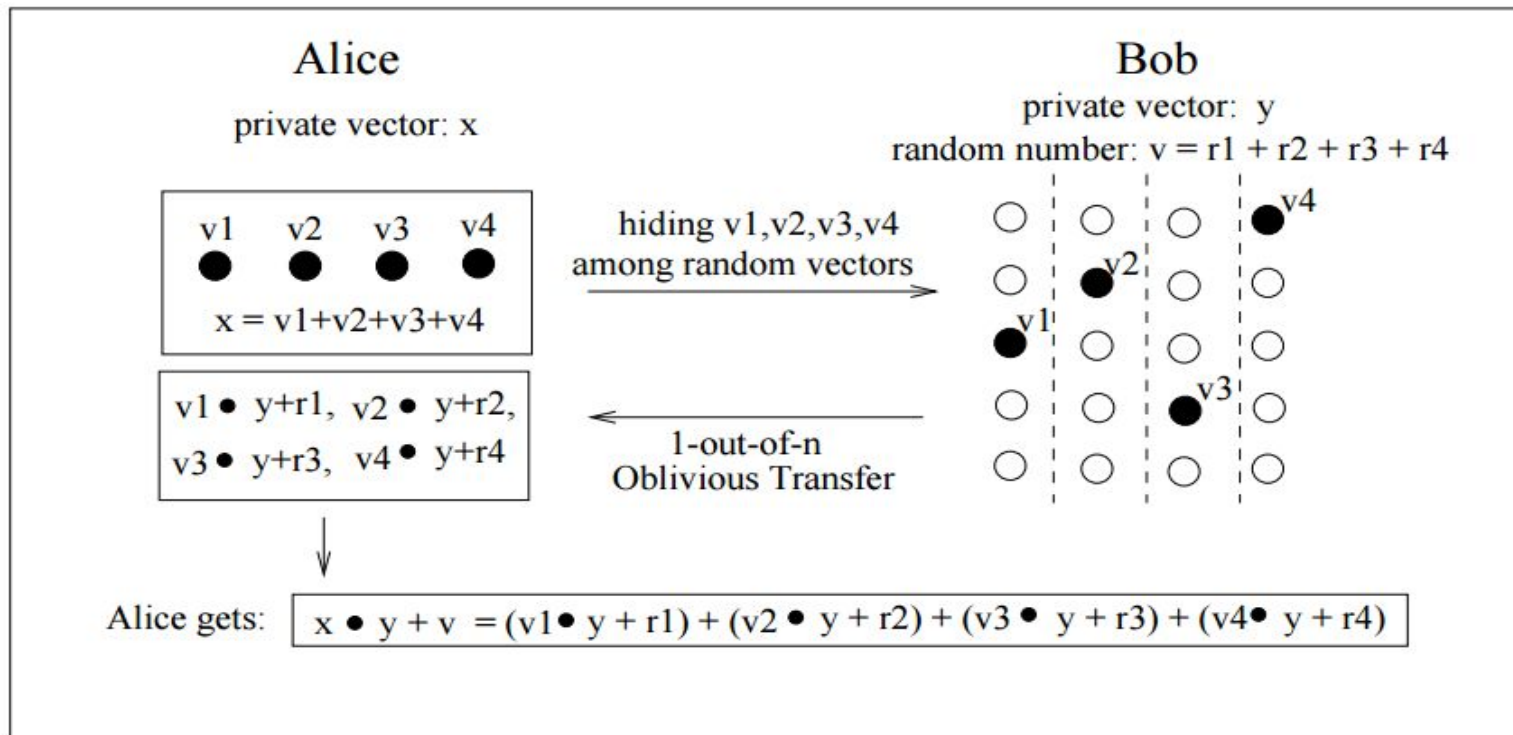 Alice
private vector: x
v1 v2 v3 v4
x = v1+v2+v3+v4
v1 • y+r1, v2 • y+r2,
v3 • y+r3, v4 • y+r4
hiding v1,v2,v3,v4
among random vectors
1-out-of-n
Oblivious Transfer
Bob
private vector: y
random number: v = r1 + r2 + r3 + r4
v4
v2
v1
v3
Alice gets: x • y + v = (v1• y + r1) + (v2 • y + r2) + (v3 • y + r3) + (v4• y + r4)